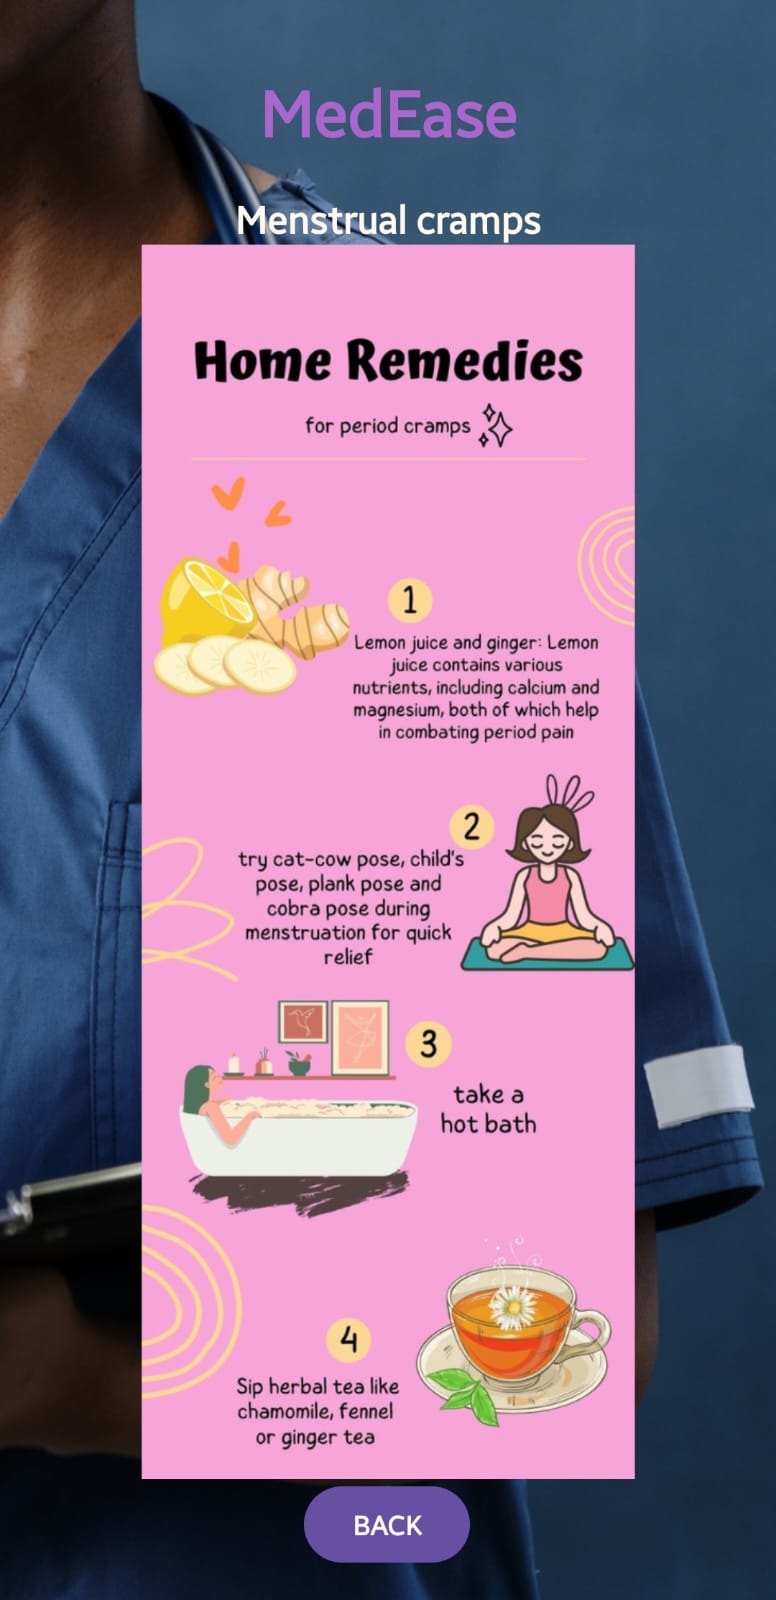 MedEase
Menstrual cramps
Home Remedies
for period cramps
1
Lemon juice and ginger: Lemon
juice contains various
nutrients, including calcium and
magnesium, both of which help
in combating period pain
2
try cat-cow pose, child's
pose, plank pose and
cobra pose during
menstruation for quick
relief
3
take a
hot bath
4
Sip herbal tea like
chamomile, fennel
or ginger tea
BACK